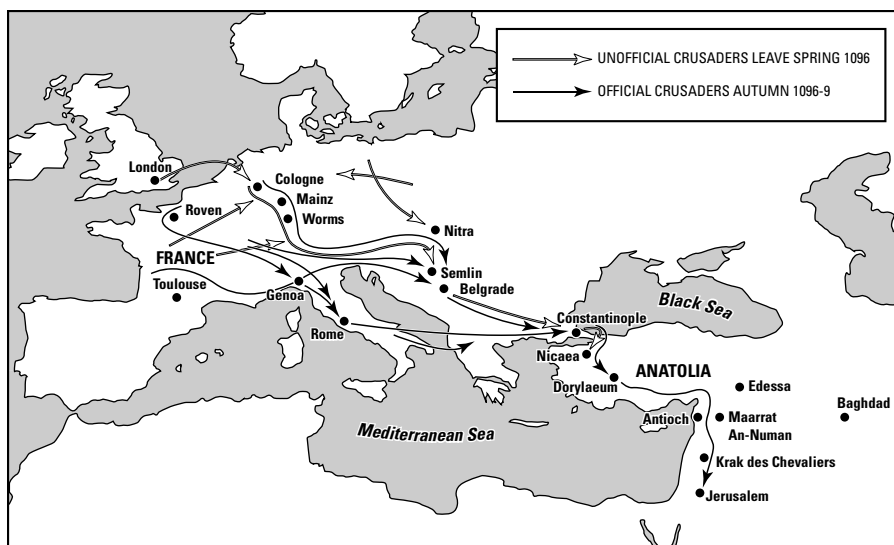 UNOFFICIAL CRUSADERS LEAVE SPRING 1096
OFFICIAL CRUSADERS AUTUMN 1096-9
London
Cologne
Mainz
Worms
Roven
Nitra
FRANCE
Semlin
Toulouse
Genoa
Belgrade
Black Sea
Constantinople
Rome
Nicaea
ANATOLIA
Dorylaeum
Edessa
Baghdad
Antioch
Maarrat
An-Numan
Mediterranean Sea
Krak des Chevaliers
Jerusalem